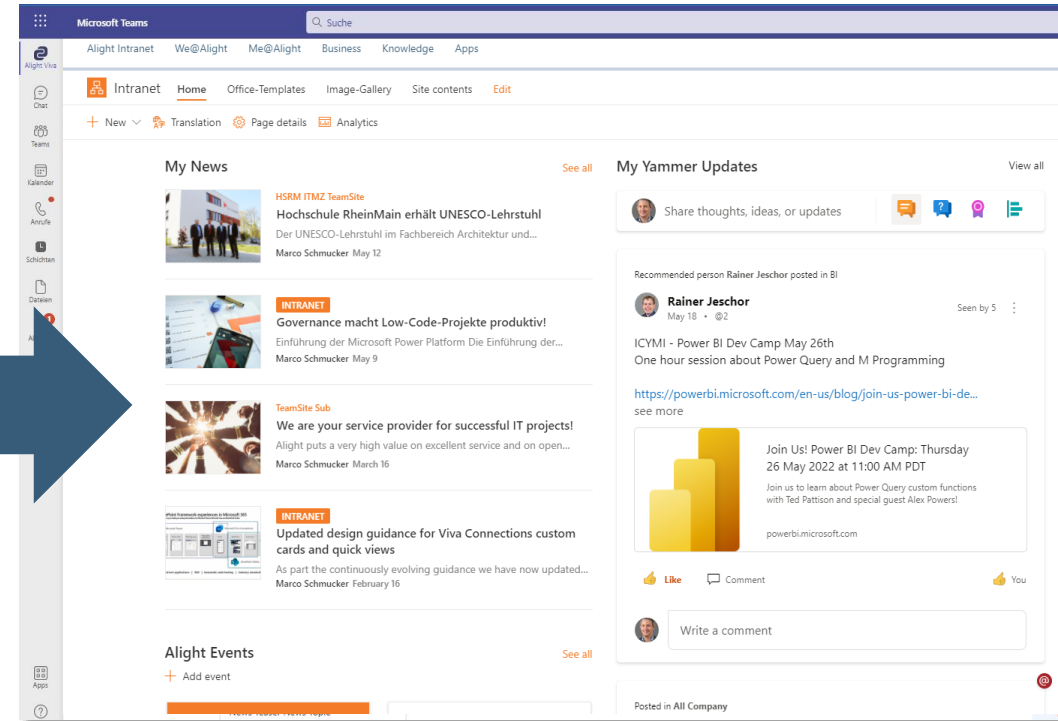 Microsoft Teams
Suche
Alight Viva
Chat
Teams
Kalender
Anrufe
Schichten
Dateien
1
Apps
Alight Intranet We@Alight Me@Alight Business Knowledge Apps
Intranet Home Office-Templates Image-Gallery Site contents Edit
New Translation Page details Analytics
My News See all
HSRM ITMZ TeamSite
Hochschule RheinMain erhält UNESCO-Lehrstuhl
Der UNESCO-Lehrstuhl im Fachbereich Architektur und...
Marco Schmucker May 12
INTRANET
Governance macht Low-Code-Projekte produktiv!
Einführung der Microsoft Power Platform Die Einführung der...
Marco Schmucker May 9
TeamSite Sub
We are your service provider for successful IT projects!
Alight puts a very high value on excellent service and on open...
Marco Schmucker March 16
INTRANET
Updated design guidance for Viva Connections custom
cards and quick views
As part the continuously evolving guidance we have now updated...
Marco Schmucker February 16
Alight Events See all
Add event
My Yammer Updates View all
Share thoughts, ideas, or updates
Recommended person Rainer Jeschor posted in BI
Rainer Jeschor
May 18 • @2
Seen by 5
ICYMI - Power BI Dev Camp May 26th
One hour session about Power Query and M Programming
https://powerbi.microsoft.com/en-us/blog/join-us-power-bi-de...
see more
Join Us! Power BI Dev Camp: Thursday
26 May 2022 at 11:00 AM PDT
Join us to learn about Power Query custom functions
with Ted Pattison and special guest Alex Powers!
powerbi.microsoft.com
Like Comment You
Write a comment
Posted in All Company